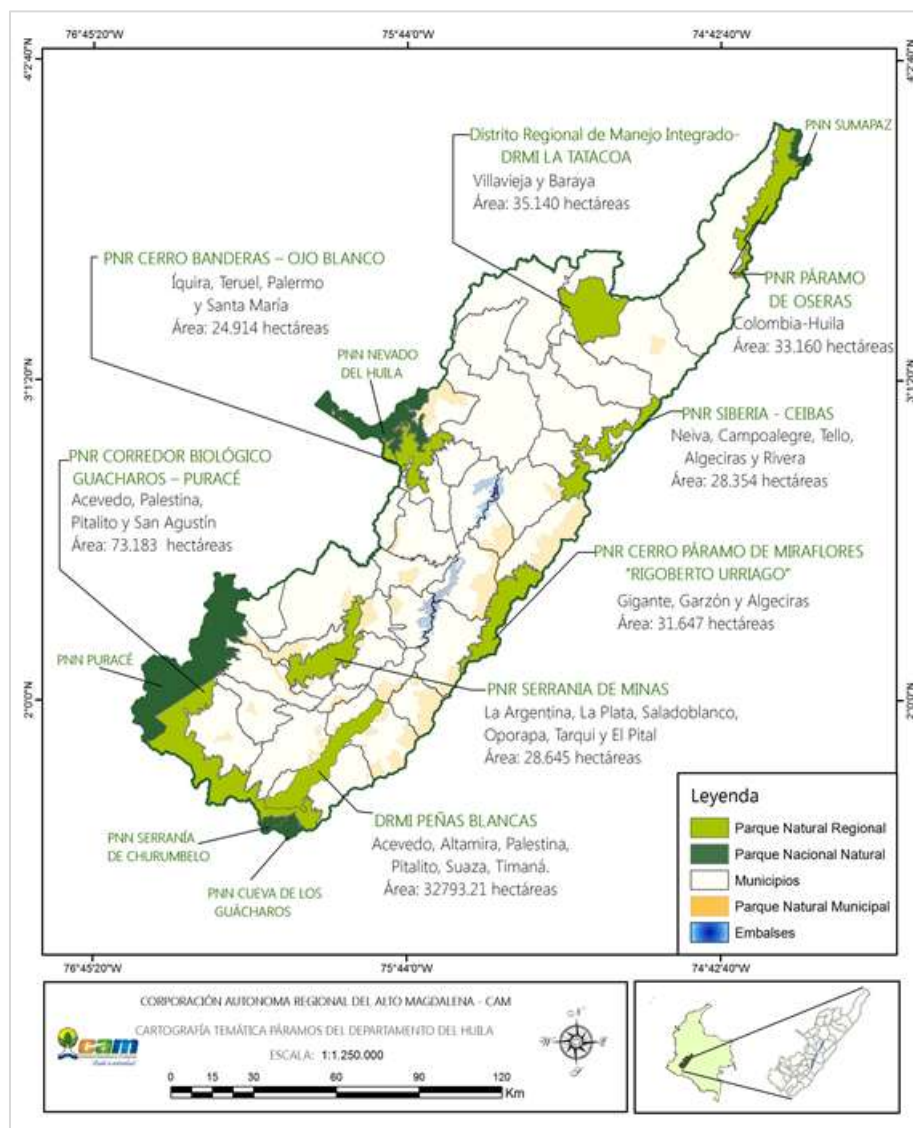 76°45'20"W
75°44'0"W
74°42'40"W
4°2'40"N
4°2'40"N
PNN SUMAPAZ
Distrito Regional de Manejo Integrado-
DRMI LA TATACOA
Villavieja y Baraya
Área: 35.140 hectáreas
PNR CERRO BANDERAS – OJO BLANCO
Íquira, Teruel, Palermo
y Santa María
Área: 24.914 hectáreas
PNR PÁRAMO
DE OSERAS
Colombia-Huila
Área: 33.160 hectáreas
PNN NEVADO
DEL HUILA
3°1'20"N
3°1'20"N
PNR SIBERIA - CEIBAS
Neiva, Campoalegre, Tello,
Algeciras y Rivera
Área: 28.354 hectáreas
PNR CORREDOR BIOLÓGICO
GUACHAROS – PURACÉ
Acevedo, Palestina,
Pitalito y San Agustín
Área: 73.183 hectáreas
PNR CERRO PÁRAMO DE MIRAFLORES
"RIGOBERTO URRIAGO"
Gigante, Garzón y Algeciras
Área: 31.647 hectáreas
PNN PURACÉ
PNR SERRANIA DE MINAS
La Argentina, La Plata, Saladoblanco,
Oporapa, Tarqui y El Pital
Área: 28.645 hectáreas
2°0'0"N
2°0'0"N
DRMI PEÑAS BLANCAS
Acevedo, Altamira, Palestina,
Pitalito, Suaza, Timaná.
Área: 32793.21 hectáreas
PNN SERRANÍA
DE CHURUMBELO
PNN CUEVA DE LOS
GUÁCHAROS
Leyenda
Parque Natural Regional
Parque Nacional Natural
Municipios
Parque Natural Municipal
Embalses
76°45'20"W
75°44'0"W
74°42'40"W
CORPORACIÓN AUTONOMA REGIONAL DEL ALTO MAGDALENA - CAM
CARTOGRAFÍA TEMÁTICA PÁRAMOS DEL DEPARTAMENTO DEL HUILA
ESCALA: 1:1.250.000
cam
0 15 30 60 90 120
Km